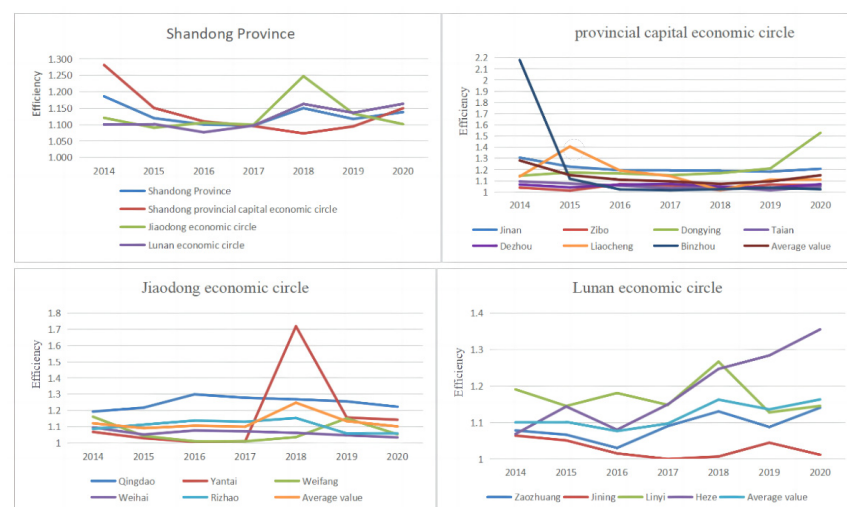 Shandong Province
Efficiency
1.300
1.250
1.200
1.150
1.100
1.050
1.000
2014 2015 2016 2017 2018 2019 2020
Shandong Province
Shandong provincial capital economic circle
Jiaodong economic circle
Lunan economic circle
provincial capital economic circle
Efficiency
2.2
2.1
2
1.9
1.8
1.7
1.6
1.5
1.4
1.3
1.2
1.1
1
2014 2015 2016 2017 2018 2019 2020
Jinan Zibo Dongying Taian
Dezhou Liaocheng Binzhou Average value
Jiaodong economic circle
Efficiency
1.8
1.7
1.6
1.5
1.4
1.3
1.2
1.1
1
2014 2015 2016 2017 2018 2019 2020
Qingdao Yantai Weifang
Weihai Rizhao Average value
Lunan economic circle
Efficiency
1.4
1.3
1.2
1.1
1
2014 2015 2016 2017 2018 2019 2020
Zaozhuang Jining Linyi Heze Average value